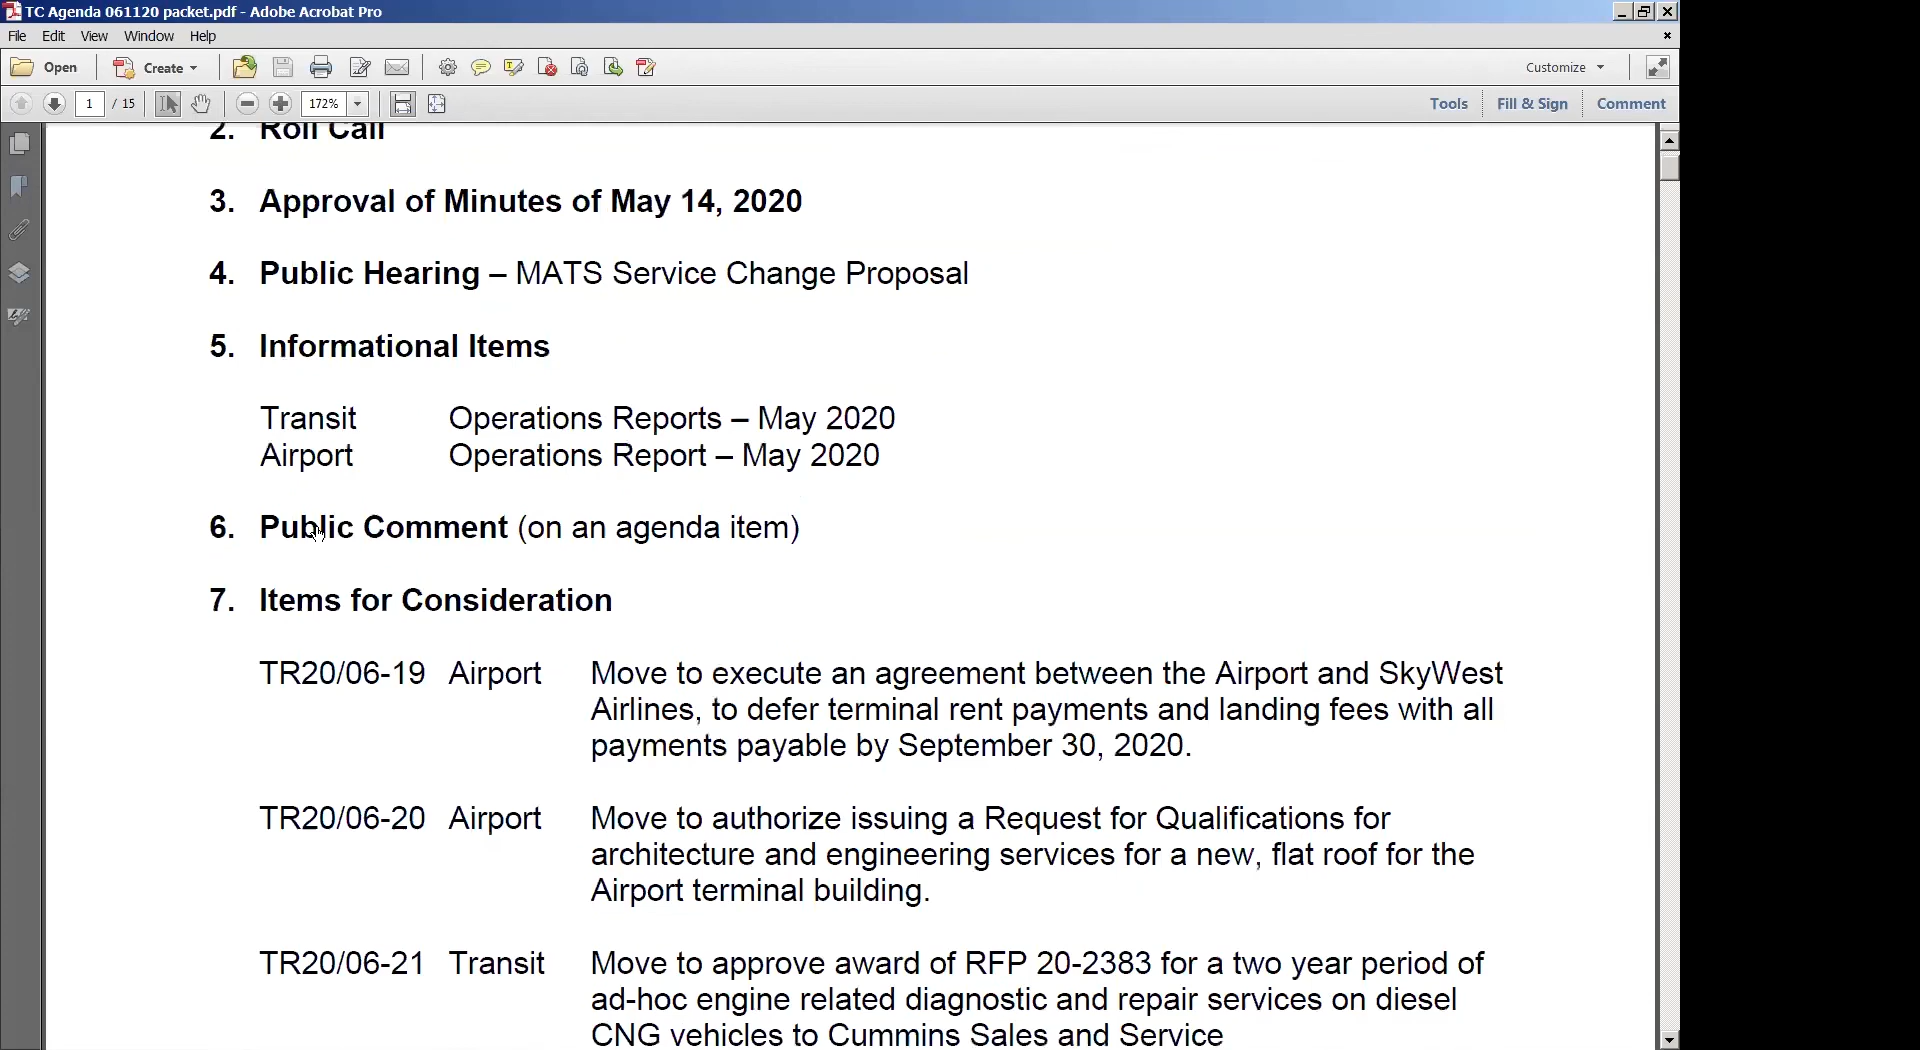 TC Agenda 061120 packet.pdf - Adobe Acrobat Pro
File Edit View Window Help
Open Create Customize
1 / 15 172% Tools Fill & Sign Comment
2. Roll Call
3. Approval of Minutes of May 14, 2020
4. Public Hearing – MATS Service Change Proposal
5. Informational Items
Transit Operations Reports – May 2020
Airport Operations Report – May 2020
6. Public Comment (on an agenda item)
7. Items for Consideration
TR20/06-19 Airport Move to execute an agreement between the Airport and SkyWest
Airlines, to defer terminal rent payments and landing fees with all
payments payable by September 30, 2020.
TR20/06-20 Airport Move to authorize issuing a Request for Qualifications for
architecture and engineering services for a new, flat roof for the
Airport terminal building.
TR20/06-21 Transit Move to approve award of RFP 20-2383 for a two year period of
ad-hoc engine related diagnostic and repair services on diesel
CNG vehicles to Cummins Sales and Service